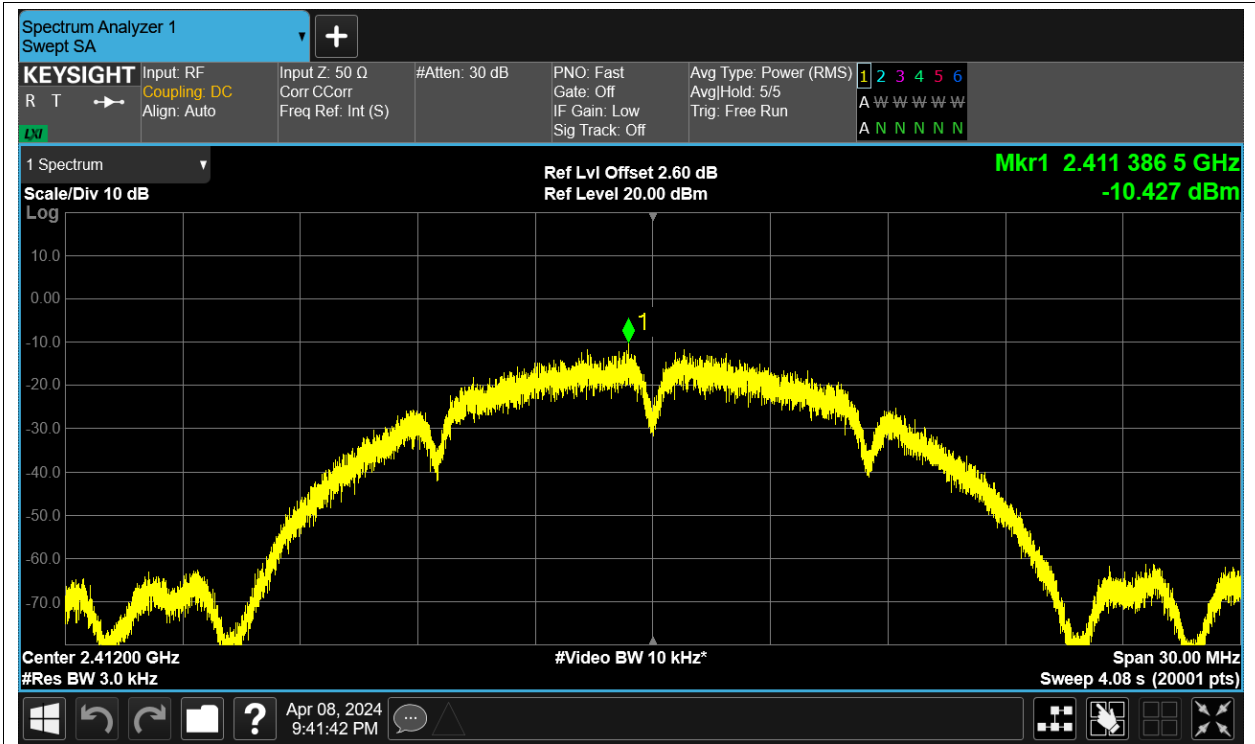 Spectrum Analyzer 1
Swept SA
KEYSIGHT
R T
LXI
Input: RF
Coupling: DC
Align: Auto
Input Z: 50 Ω
Corr CCorr
Freq Ref: Int (S)
#Atten: 30 dB
PNO: Fast
Gate: Off
IF Gain: Low
Sig Track: Off
Avg Type: Power (RMS)
Avg|Hold: 5/5
Trig: Free Run
1 2 3 4 5 6
A W W W W W
A N N N N N
1 Spectrum
Scale/Div 10 dB
Log
Ref Lvl Offset 2.60 dB
Ref Level 20.00 dBm
Mkr1 2.411 386 5 GHz
-10.427 dBm
10.0
0.00
-10.0
-20.0
-30.0
-40.0
-50.0
-60.0
-70.0
1
Center 2.41200 GHz
#Res BW 3.0 kHz
#Video BW 10 kHz*
Span 30.00 MHz
Sweep 4.08 s (20001 pts)
?
Apr 08, 2024
9:41:42 PM